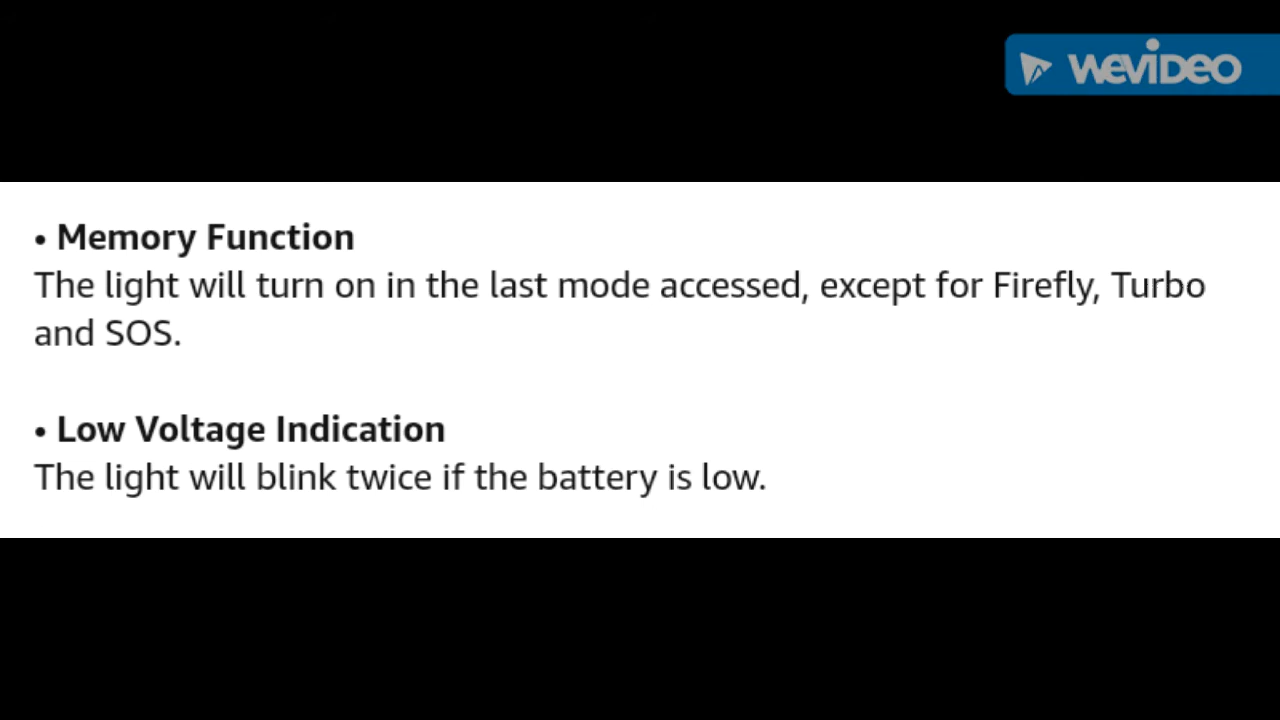 WEVIDEO
• Memory Function
The light will turn on in the last mode accessed, except for Firefly, Turbo
and SOS.
• Low Voltage Indication
The light will blink twice if the battery is low.